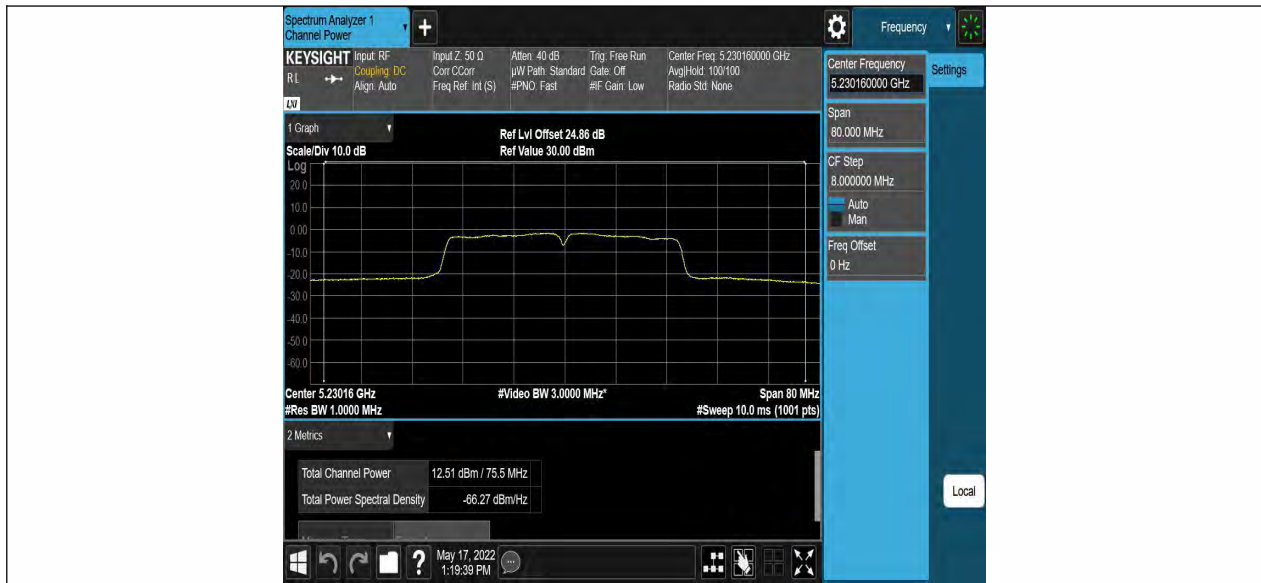 Spectrum Analyzer 1
Channel Power
Frequency
KEYSIGHT
R L
LXI
Input: RF
Coupling: DC
Align: Auto
Input Z: 50 Ω
Corr CCorr
Freq Ref: Int (S)
Atten: 40 dB
µW Path: Standard
#PNO: Fast
Trig: Free Run
Gate: Off
#IF Gain: Low
Center Freq: 5.230160000 GHz
Avg|Hold: 100/100
Radio Std: None
Center Frequency
5.230160000 GHz
Settings
Span
80.000 MHz
CF Step
8.000000 MHz
Auto
Man
Freq Offset
0 Hz
1 Graph
Scale/Div 10.0 dB
Ref Lvl Offset 24.86 dB
Ref Value 30.00 dBm
Log
20.0
10.0
0.00
-10.0
-20.0
-30.0
-40.0
-50.0
-60.0
Center 5.23016 GHz
#Video BW 3.0000 MHz*
Span 80 MHz
#Res BW 1.0000 MHz
#Sweep 10.0 ms (1001 pts)
2 Metrics
Total Channel Power 12.51 dBm / 75.5 MHz
Total Power Spectral Density -66.27 dBm/Hz
Local
?
May 17, 2022
1:19:39 PM